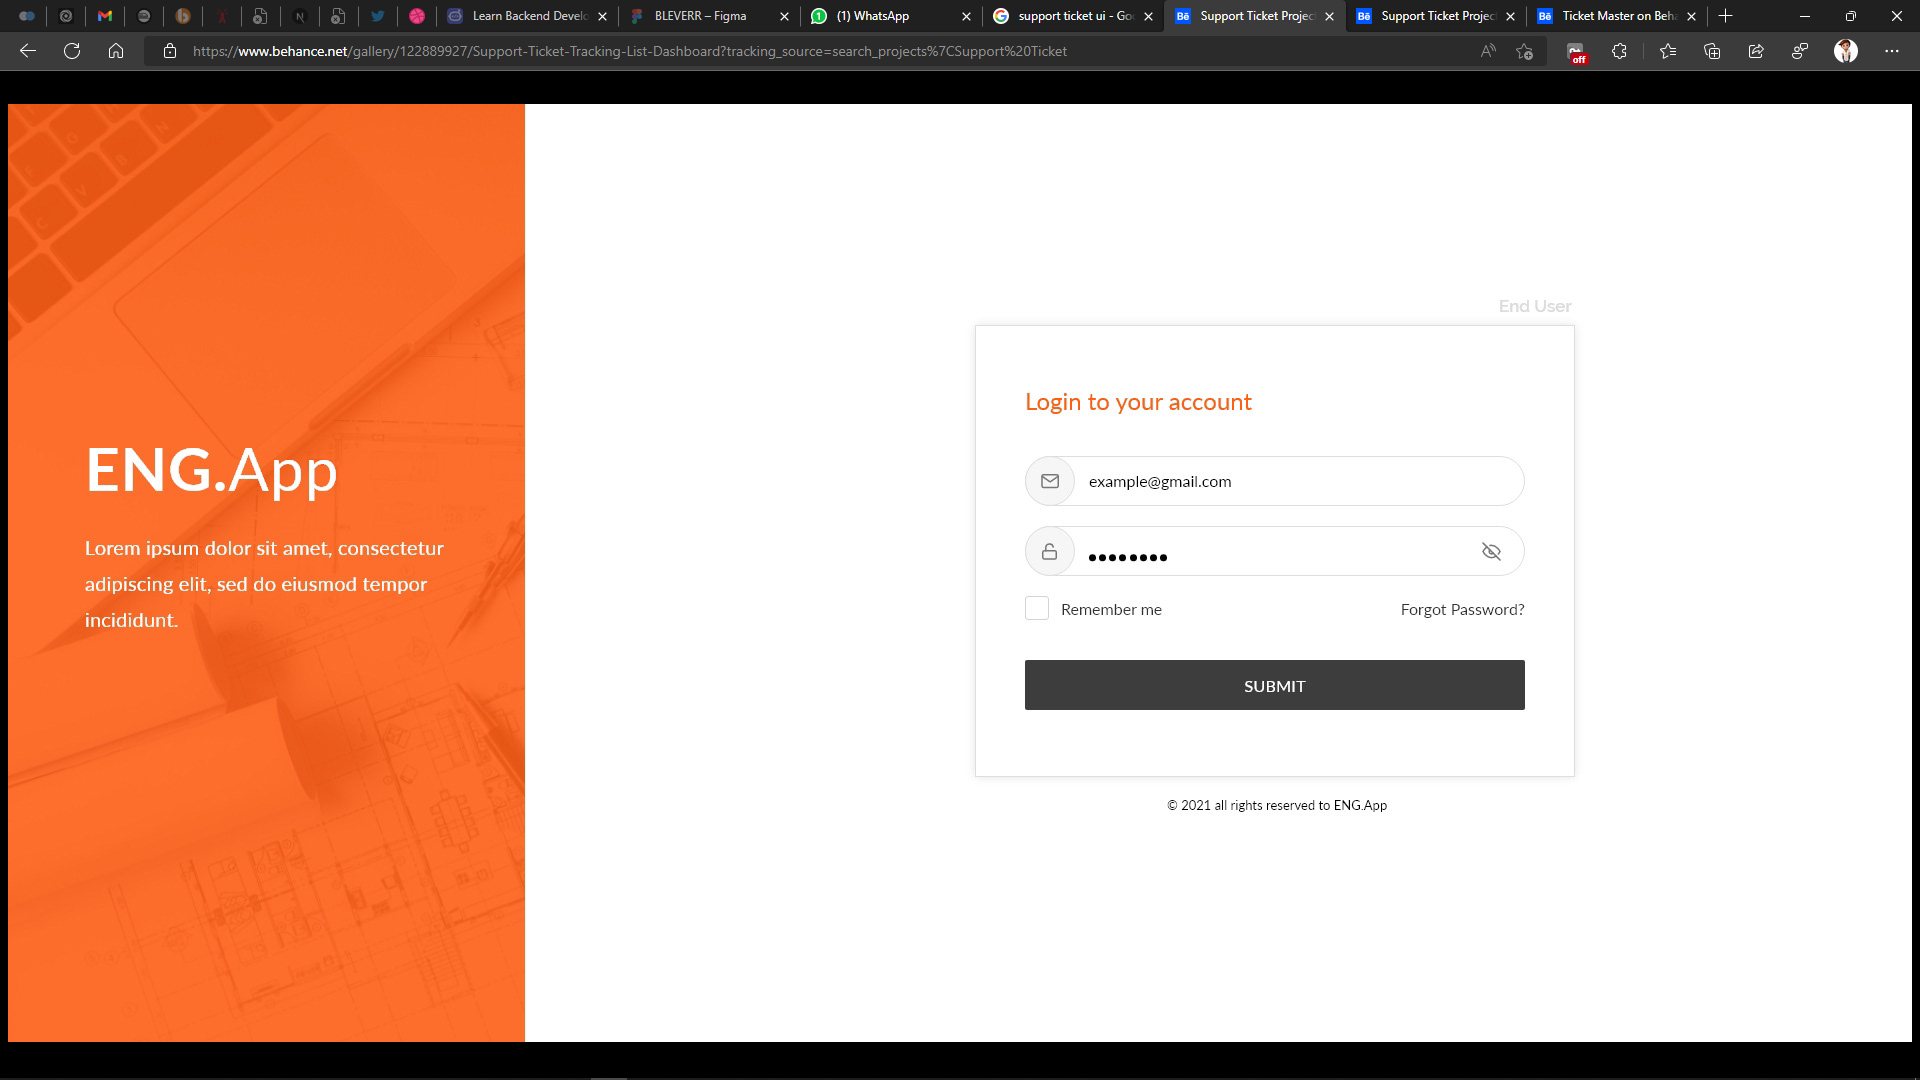 Learn Backend Develo
BLEVERR – Figma
(1) WhatsApp
support ticket ui - Go
Support Ticket Projec
Support Ticket Projec
Ticket Master on Beha
https://www.behance.net/gallery/122889927/Support-Ticket-Tracking-List-Dashboard?tracking_source=search_projects%7CSupport%20Ticket
off
End User
Login to your account
example@gmail.com
Remember me
Forgot Password?
SUBMIT
© 2021 all rights reserved to ENG.App
ENG.App
Lorem ipsum dolor sit amet, consectetur
adipiscing elit, sed do eiusmod tempor
incididunt.